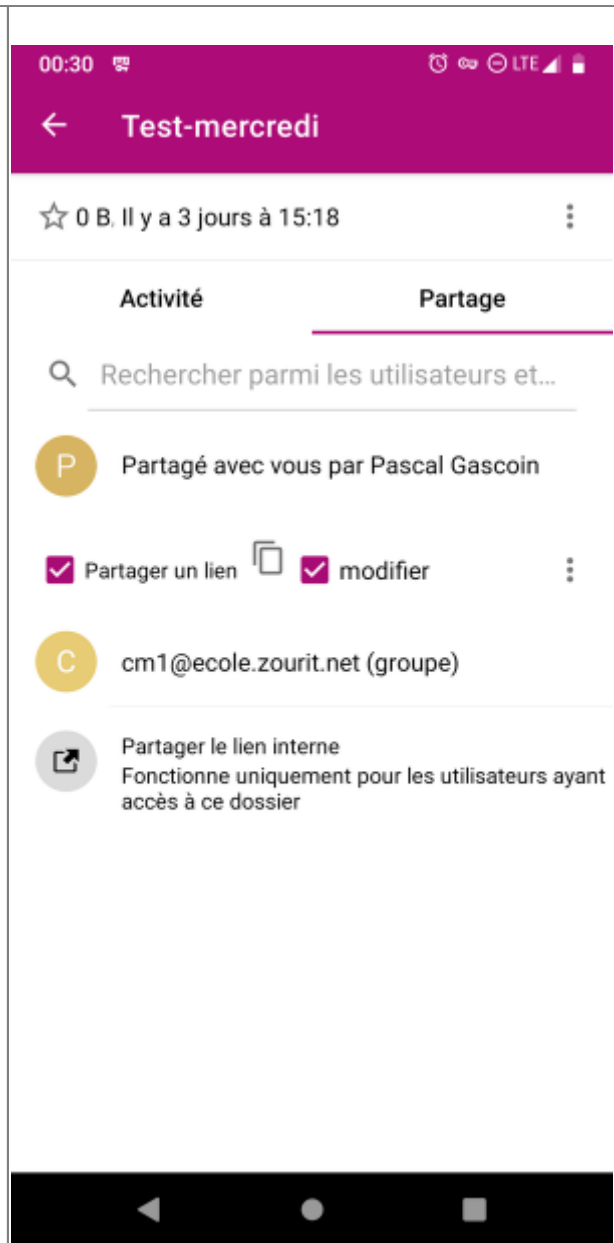 00:30 LTE
Test-mercredi
0 B, Il y a 3 jours à 15:18
Activité Partage
Rechercher parmi les utilisateurs et...
P Partagé avec vous par Pascal Gascoin
Partager un lien modifier
C cm1@ecole.zourit.net (groupe)
Partager le lien interne
Fonctionne uniquement pour les utilisateurs ayant
accès à ce dossier